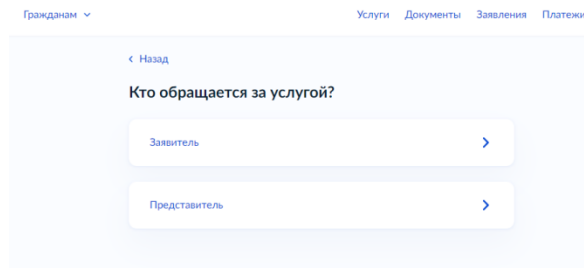 Гражданам
Услуги Документы Заявления Платежи
Назад
Кто обращается за услугой?
Заявитель
Представитель